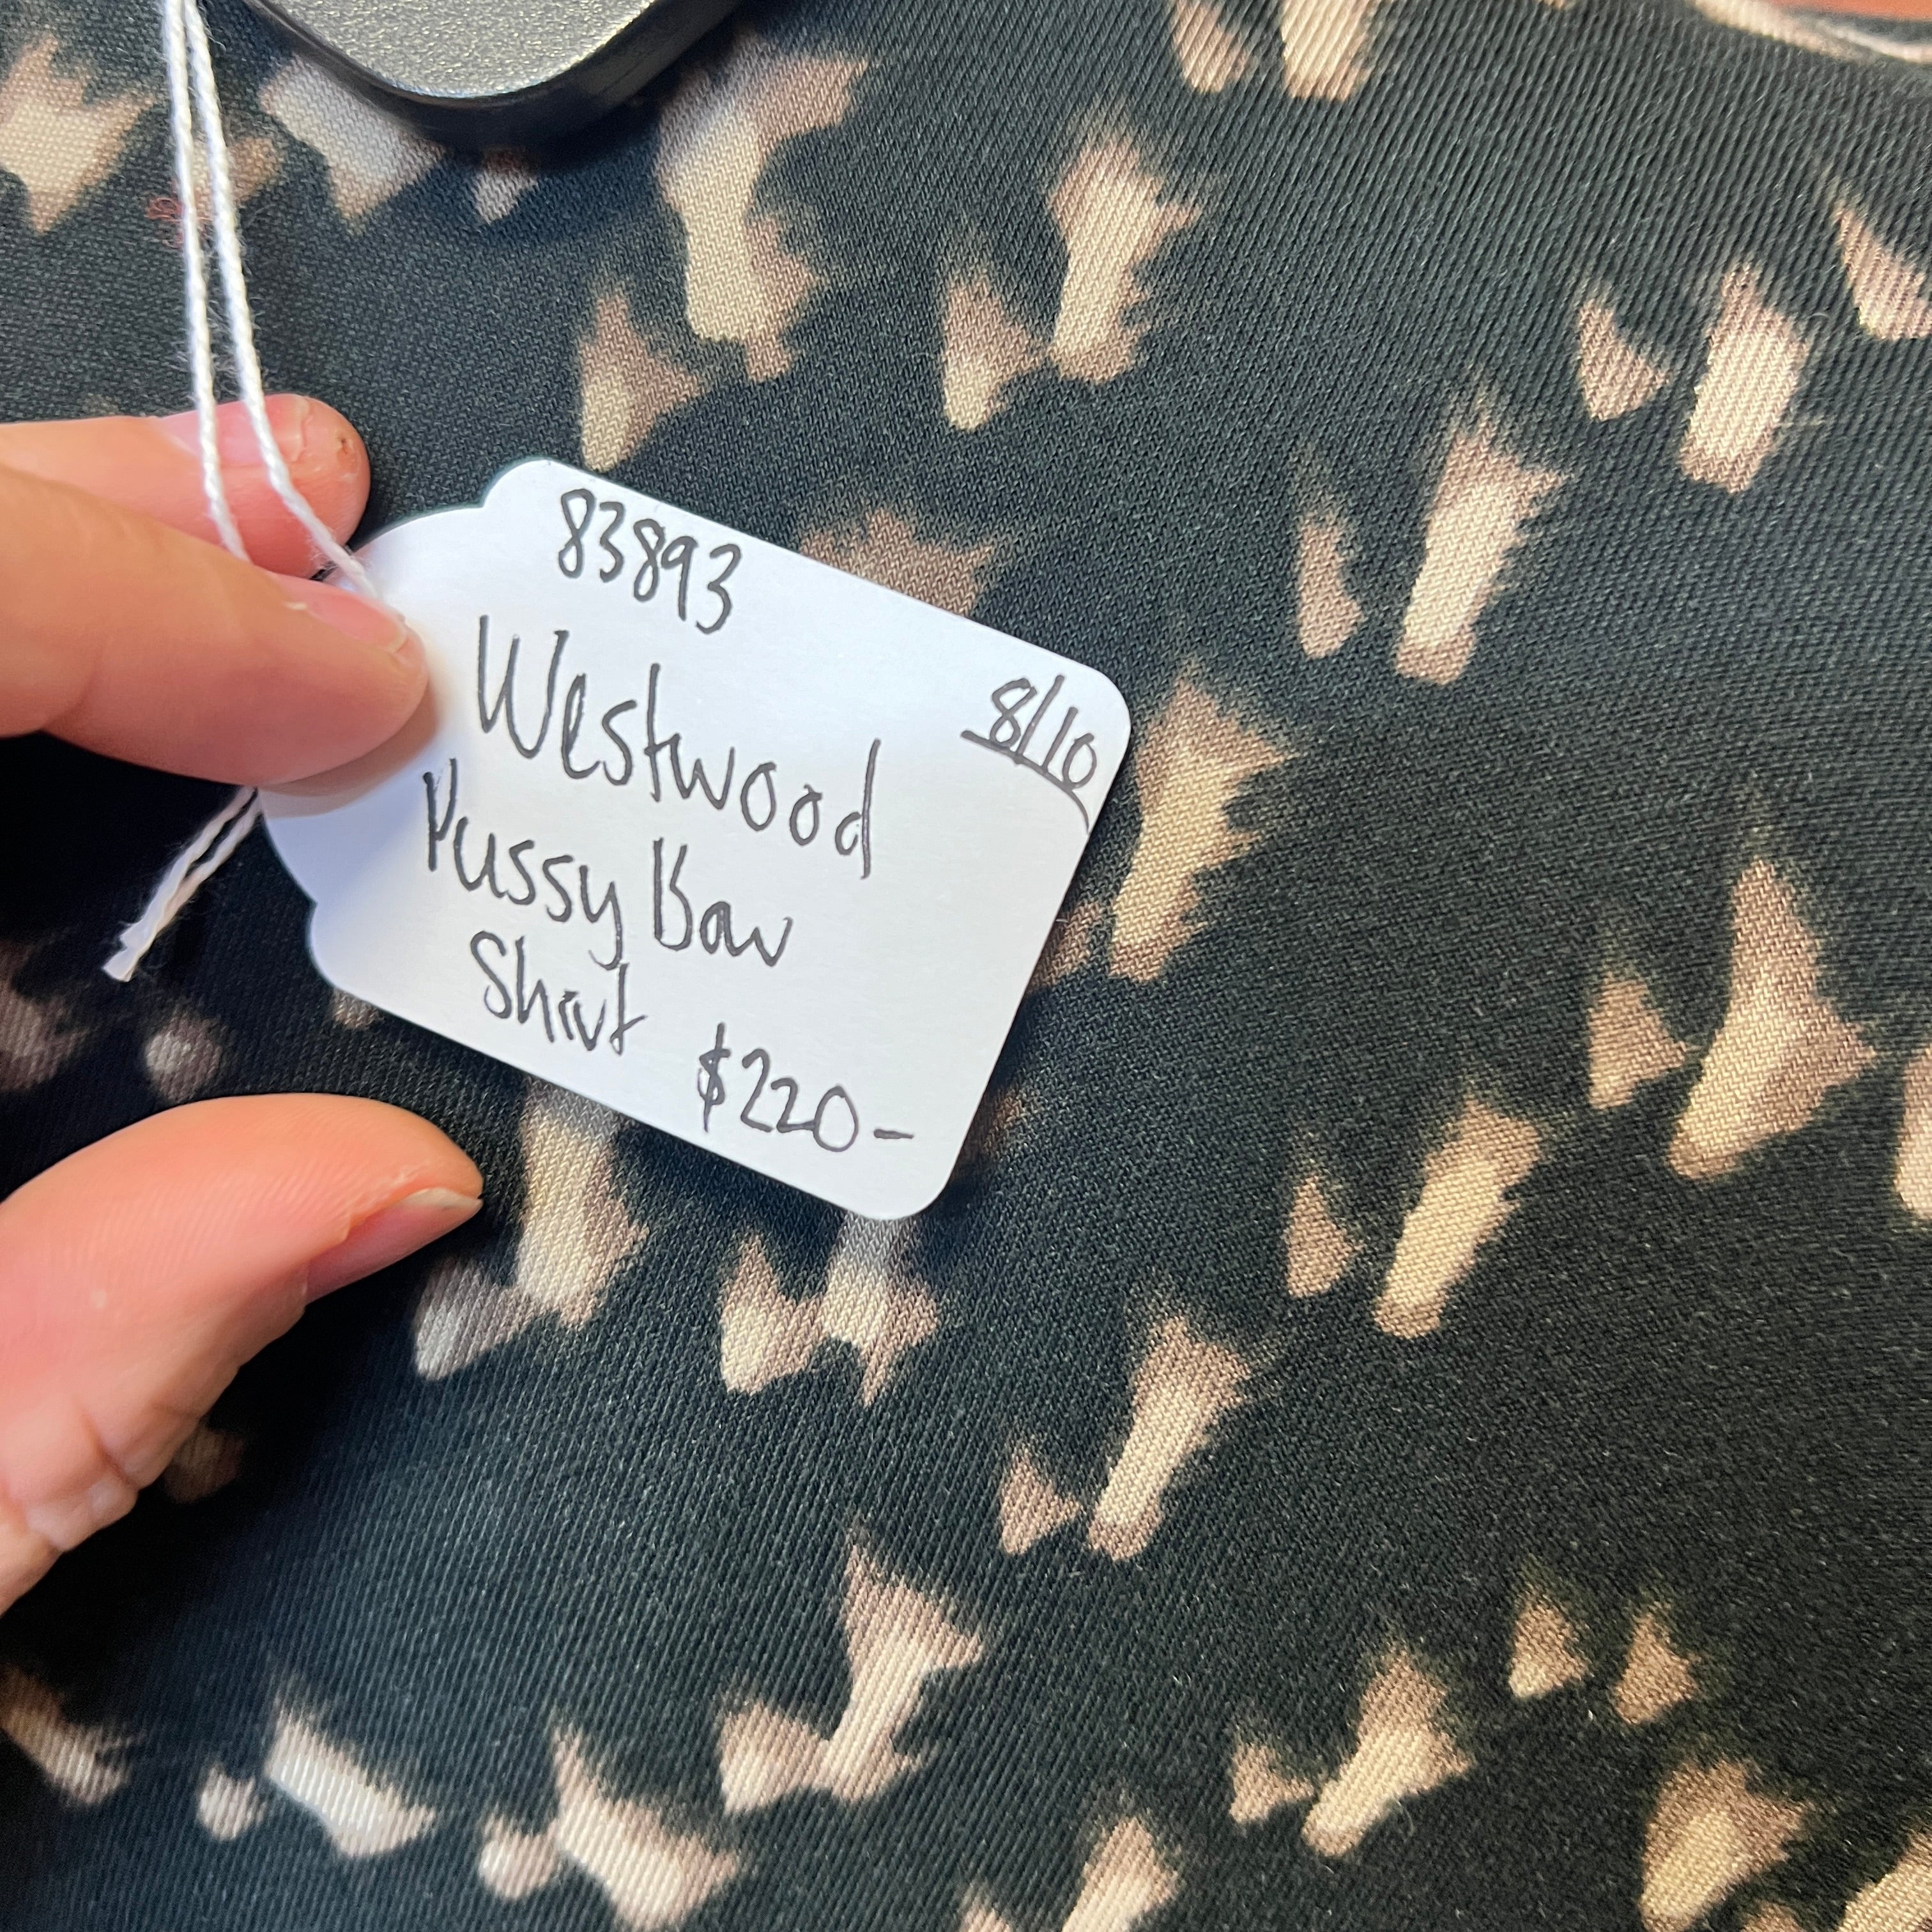 83893
8/10
Westwood
Pussy Bow
Shirt
$220-